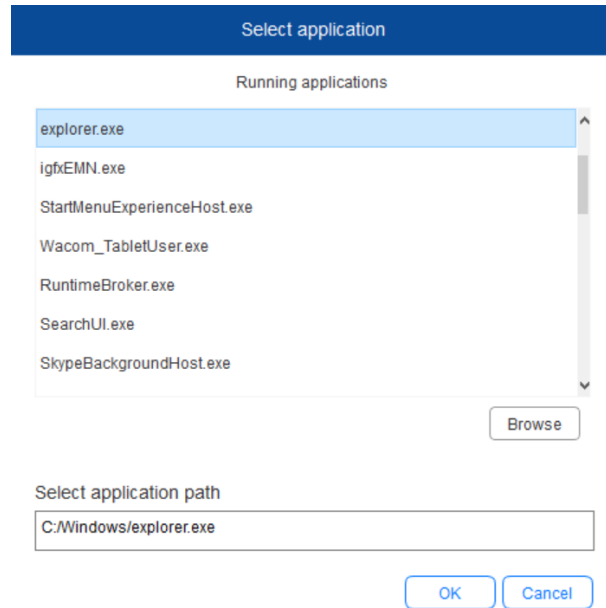 Select application
Running applications
explorer.exe
igfxEMN.exe
StartMenuExperienceHost.exe
Wacom_TabletUser.exe
RuntimeBroker.exe
SearchUI.exe
SkypeBackgroundHost.exe
Browse
Select application path
C:/Windows/explorer.exe
OK Cancel